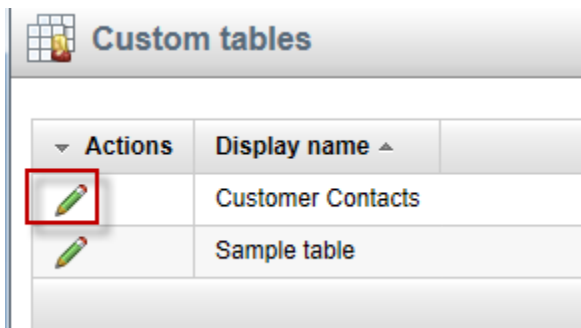 Custom tables
Actions Display name
Customer Contacts
Sample table